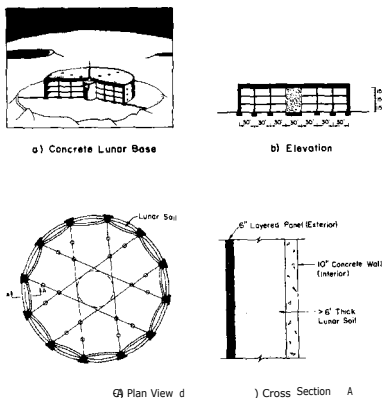 a) Concrete Lunar Base
b) Elevation
15'
15'
15'
30' 30' 30' 30' 30' 30' 30'
Lunar Soil
A
6" Layered Panel (Exterior)
10" Concrete Wall
(Interior)
>6' Thick
Lunar Soil
Plan View d
) Cross Section A